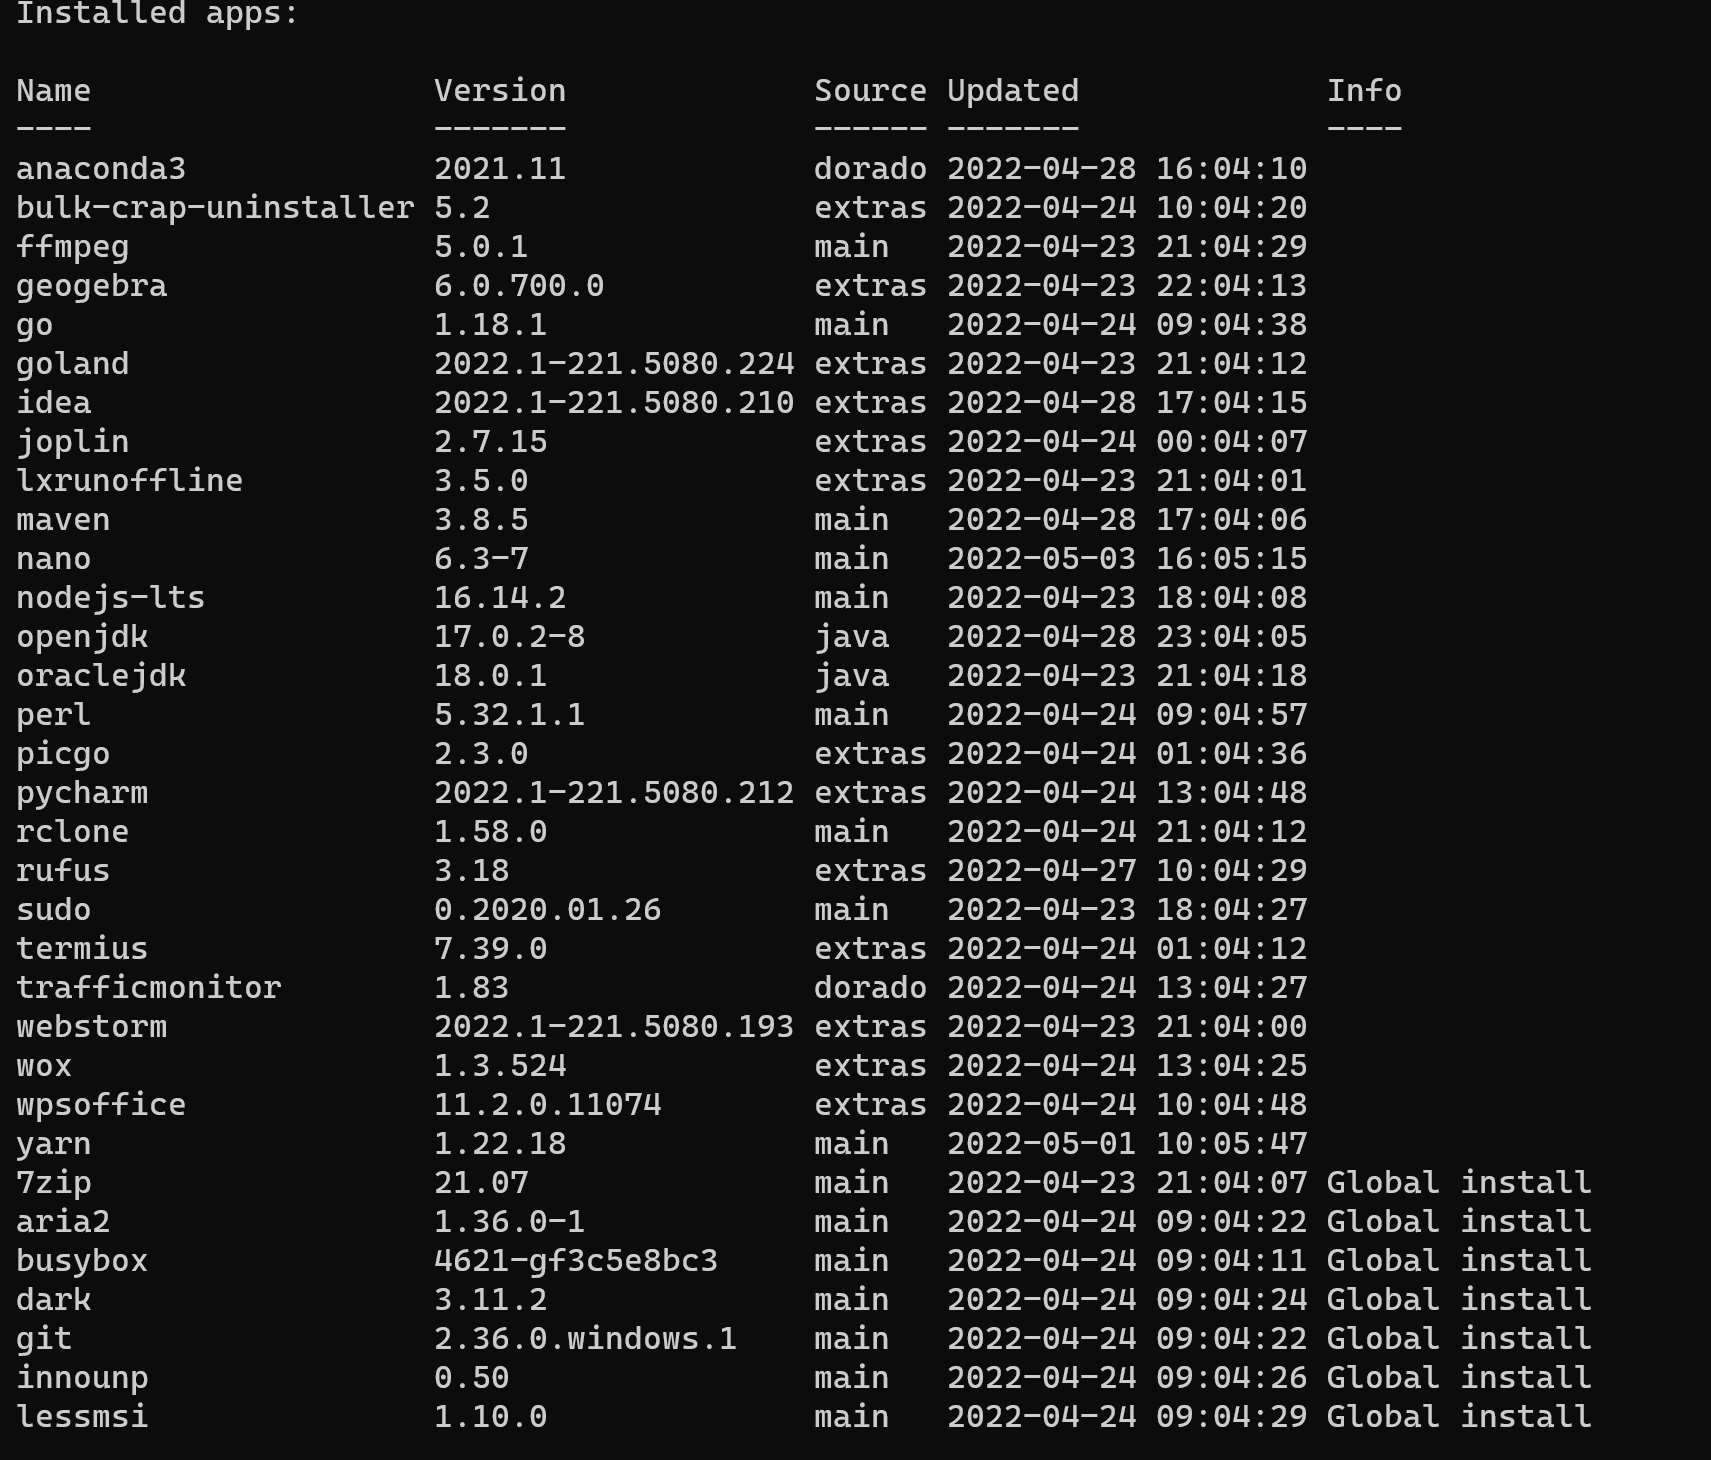 Installed apps:
Name                  Version             Source Updated             Info
----                  -------             ------ -------             ----
anaconda3             2021.11             dorado 2022-04-28 16:04:10
bulk-crap-uninstaller 5.2                 extras 2022-04-24 10:04:20
ffmpeg                5.0.1               main   2022-04-23 21:04:29
geogebra              6.0.700.0           extras 2022-04-23 22:04:13
go                    1.18.1              main   2022-04-24 09:04:38
goland                2022.1-221.5080.224 extras 2022-04-23 21:04:12
idea                  2022.1-221.5080.210 extras 2022-04-28 17:04:15
joplin                2.7.15              extras 2022-04-24 00:04:07
lxrunoffline          3.5.0               extras 2022-04-23 21:04:01
maven                 3.8.5               main   2022-04-28 17:04:06
nano                  6.3-7               main   2022-05-03 16:05:15
nodejs-lts            16.14.2             main   2022-04-23 18:04:08
openjdk               17.0.2-8            java   2022-04-28 23:04:05
oraclejdk             18.0.1              java   2022-04-23 21:04:18
perl                  5.32.1.1            main   2022-04-24 09:04:57
picgo                 2.3.0               extras 2022-04-24 01:04:36
pycharm               2022.1-221.5080.212 extras 2022-04-24 13:04:48
rclone                1.58.0              main   2022-04-24 21:04:12
rufus                 3.18                extras 2022-04-27 10:04:29
sudo                  0.2020.01.26        main   2022-04-23 18:04:27
termius               7.39.0              extras 2022-04-24 01:04:12
trafficmonitor        1.83                dorado 2022-04-24 13:04:27
webstorm              2022.1-221.5080.193 extras 2022-04-23 21:04:00
wox                   1.3.524             extras 2022-04-24 13:04:25
wpsoffice             11.2.0.11074        extras 2022-04-24 10:04:48
yarn                  1.22.18             main   2022-05-01 10:05:47
7zip                  21.07               main   2022-04-23 21:04:07 Global install
aria2                 1.36.0-1            main   2022-04-24 09:04:22 Global install
busybox               4621-gf3c5e8bc3     main   2022-04-24 09:04:11 Global install
dark                  3.11.2              main   2022-04-24 09:04:24 Global install
git                   2.36.0.windows.1    main   2022-04-24 09:04:22 Global install
innounp               0.50                main   2022-04-24 09:04:26 Global install
lessmsi               1.10.0              main   2022-04-24 09:04:29 Global install